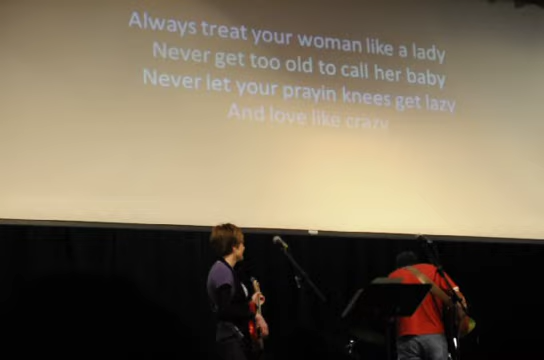 Always treat your woman like a lady
Never get too old to call her baby
Never let your prayin knees get lazy
And love like crazy